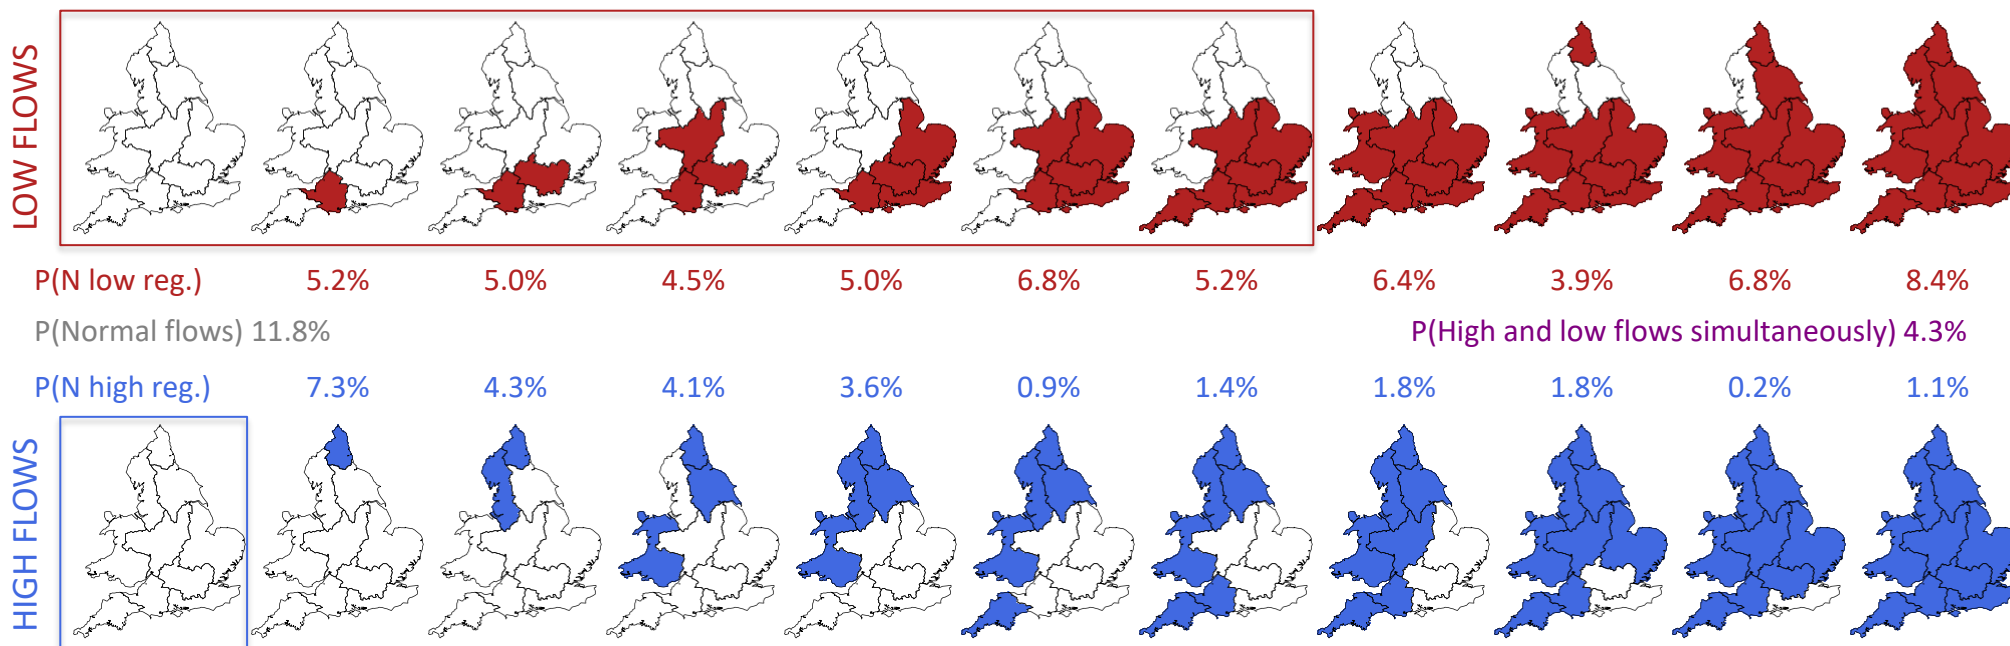 LOW FLOWS
P(N low reg.) 5.2% 5.0% 4.5% 5.0% 6.8% 5.2% 6.4% 3.9% 6.8% 8.4%
P(Normal flows) 11.8% P(High and low flows simultaneously) 4.3%
P(N high reg.) 7.3% 4.3% 4.1% 3.6% 0.9% 1.4% 1.8% 1.8% 0.2% 1.1%
HIGH FLOWS